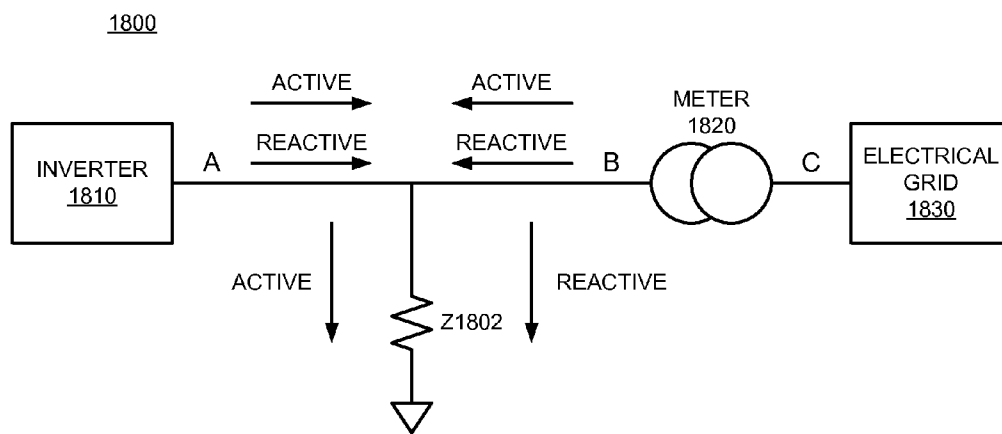 1800
ACTIVE
ACTIVE
REACTIVE
REACTIVE
METER
1820
INVERTER
1810
A
B
C
ELECTRICAL
GRID
1830
ACTIVE
REACTIVE
Z1802